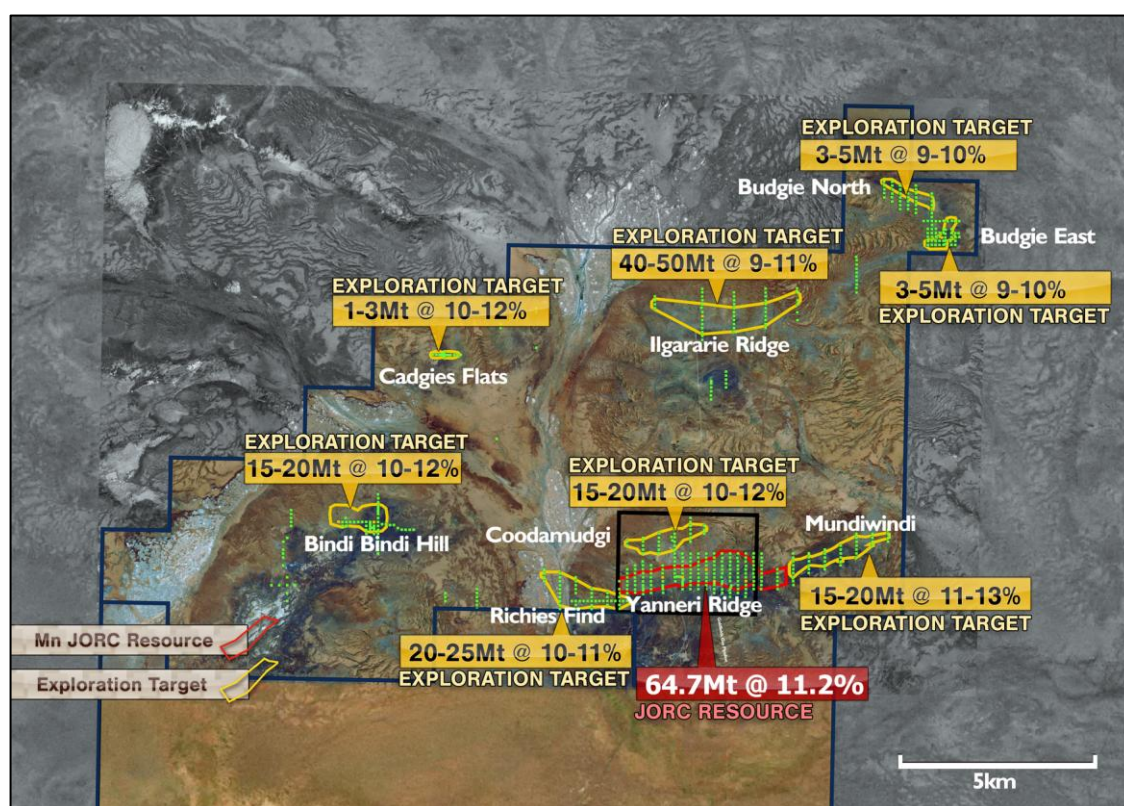 EXPLORATION TARGET
3-5Mt @ 9-10%
Budgie North
Budgie East
3-5Mt @ 9-10%
EXPLORATION TARGET
EXPLORATION TARGET
40-50Mt @ 9-11%
Ilgararie Ridge
EXPLORATION TARGET
1-3Mt @ 10-12%
Cadgies Flats
EXPLORATION TARGET
15-20Mt @ 10-12%
Bindi Bindi Hill
EXPLORATION TARGET
15-20Mt @ 10-12%
Coodamudgi
Mundiwindi
15-20Mt @ 11-13%
EXPLORATION TARGET
Richies Find
Yanneri Ridge
20-25Mt @ 10-11%
EXPLORATION TARGET
64.7Mt @ 11.2%
JORC RESOURCE
Mn JORC Resource
Exploration Target
5km